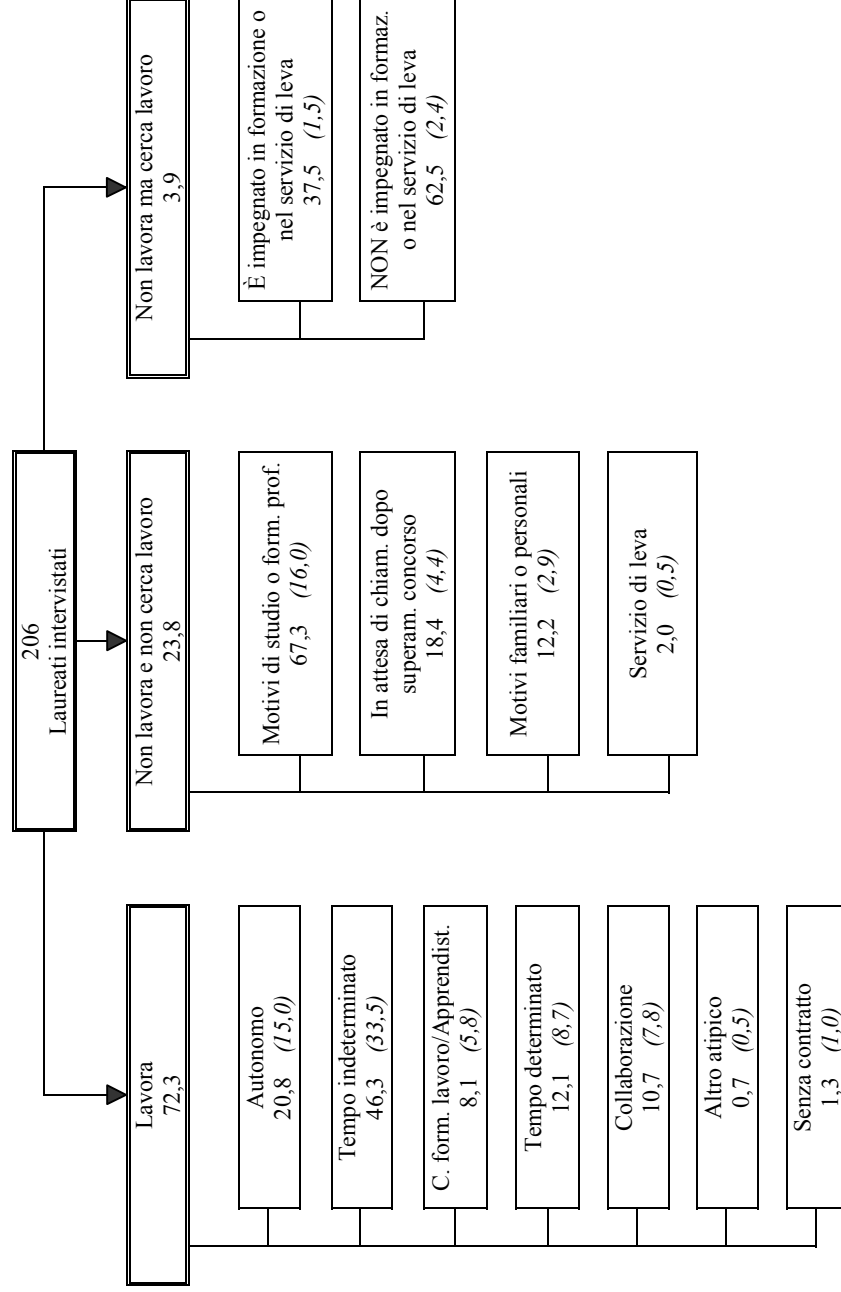 206
Laureati intervistati
Lavora
72,3
Autonomo
20,8 (15,0)
Tempo indeterminato
46,3 (33,5)
C. form. lavoro/Apprendist.
8,1 (5,8)
Tempo determinato
12,1 (8,7)
Collaborazione
10,7 (7,8)
Altro atipico
0,7 (0,5)
Senza contratto
1,3 (1,0)
Non lavora e non cerca lavoro
23,8
Motivi di studio o form. prof.
67,3 (16,0)
In attesa di chiam. dopo
superam. concorso
18,4 (4,4)
Motivi familiari o personali
12,2 (2,9)
Servizio di leva
2,0 (0,5)
Non lavora ma cerca lavoro
3,9
È impegnato in formazione o
nel servizio di leva
37,5 (1,5)
NON è impegnato in formaz.
o nel servizio di leva
62,5 (2,4)